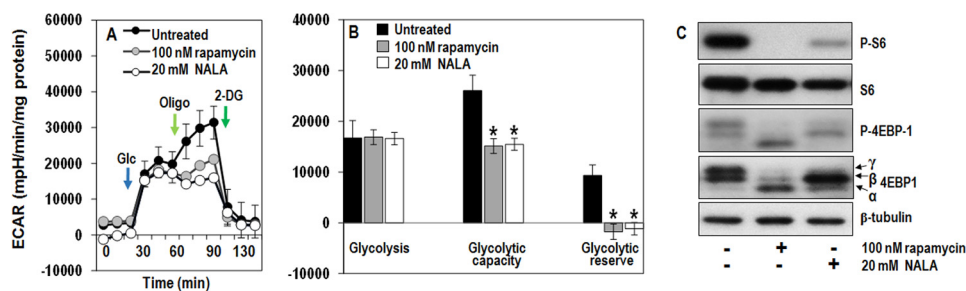 ECAR (mpH/min/mg protein)
60000
50000
40000
30000
20000
10000
0
-10000
A
Untreated
100 nM rapamycin
20 mM NALA
Glc
Oligo
2-DG
0 30 60 90 130
Time (min)
40000
30000
20000
10000
0
-10000
B
Untreated
100 nM rapamycin
20 mM NALA
* *
* *
Glycolysis
Glycolytic
capacity
Glycolytic
reserve
C
P-S6
S6
P-4EBP-1
γ
β 4EBP1
α
β-tubulin
- + - 100 nM rapamycin
- - + 20 mM NALA